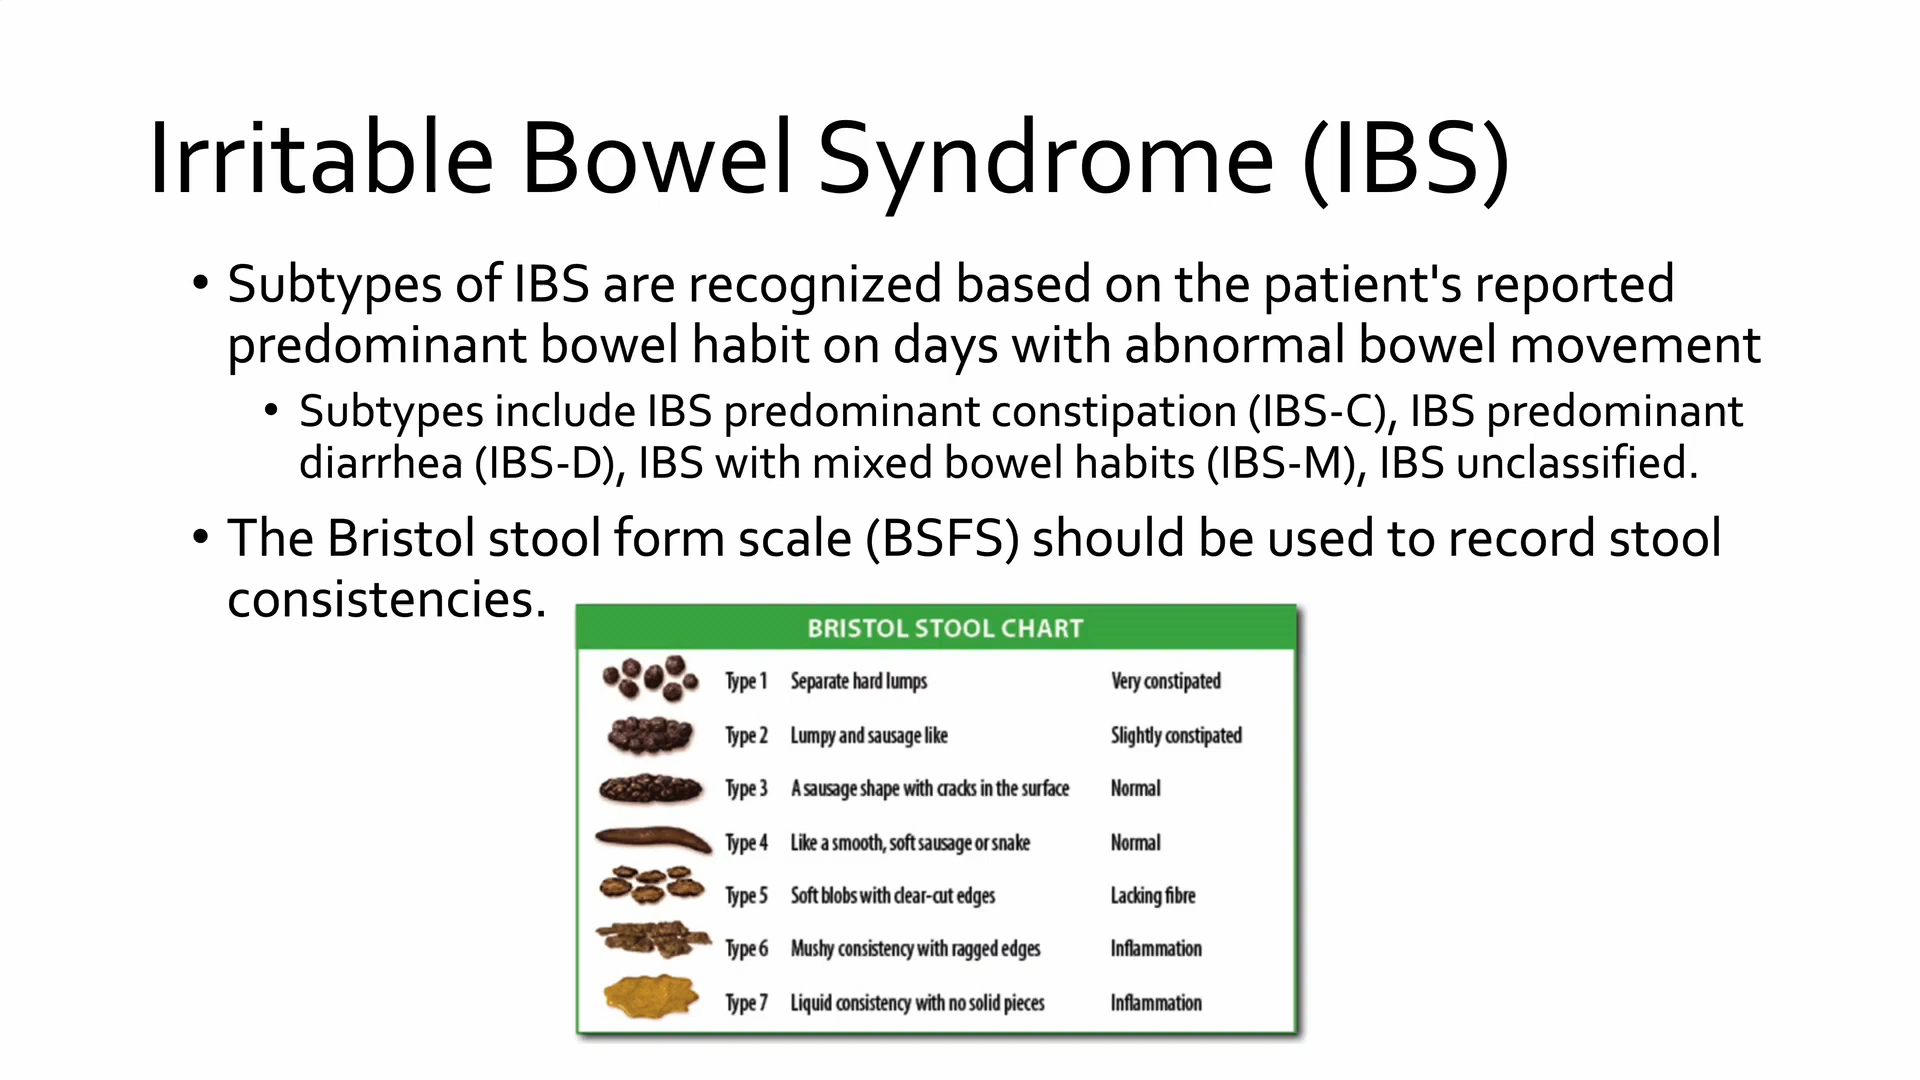 Irritable Bowel Syndrome (IBS)
• Subtypes of IBS are recognized based on the patient's reported
predominant bowel habit on days with abnormal bowel movement
• Subtypes include IBS predominant constipation (IBS-C), IBS predominant
diarrhea (IBS-D), IBS with mixed bowel habits (IBS-M), IBS unclassified.
• The Bristol stool form scale (BSFS) should be used to record stool
consistencies.
BRISTOL STOOL CHART
Type 1 Separate hard lumps Very constipated
Type 2 Lumpy and sausage like Slightly constipated
Type 3 A sausage shape with cracks in the surface Normal
Type 4 Like a smooth, soft sausage or snake Normal
Type 5 Soft blobs with clear-cut edges Lacking fibre
Type 6 Mushy consistency with ragged edges Inflammation
Type 7 Liquid consistency with no solid pieces Inflammation